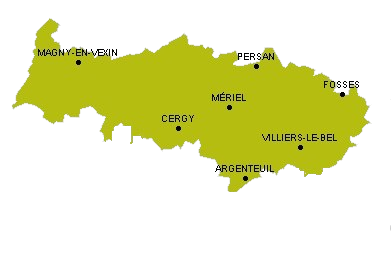 MAGNY-EN-VEXIN
PERSAN
FOSSES
MÉRIEL
CERGY
VILLIERS-LE-BEL
ARGENTEUIL